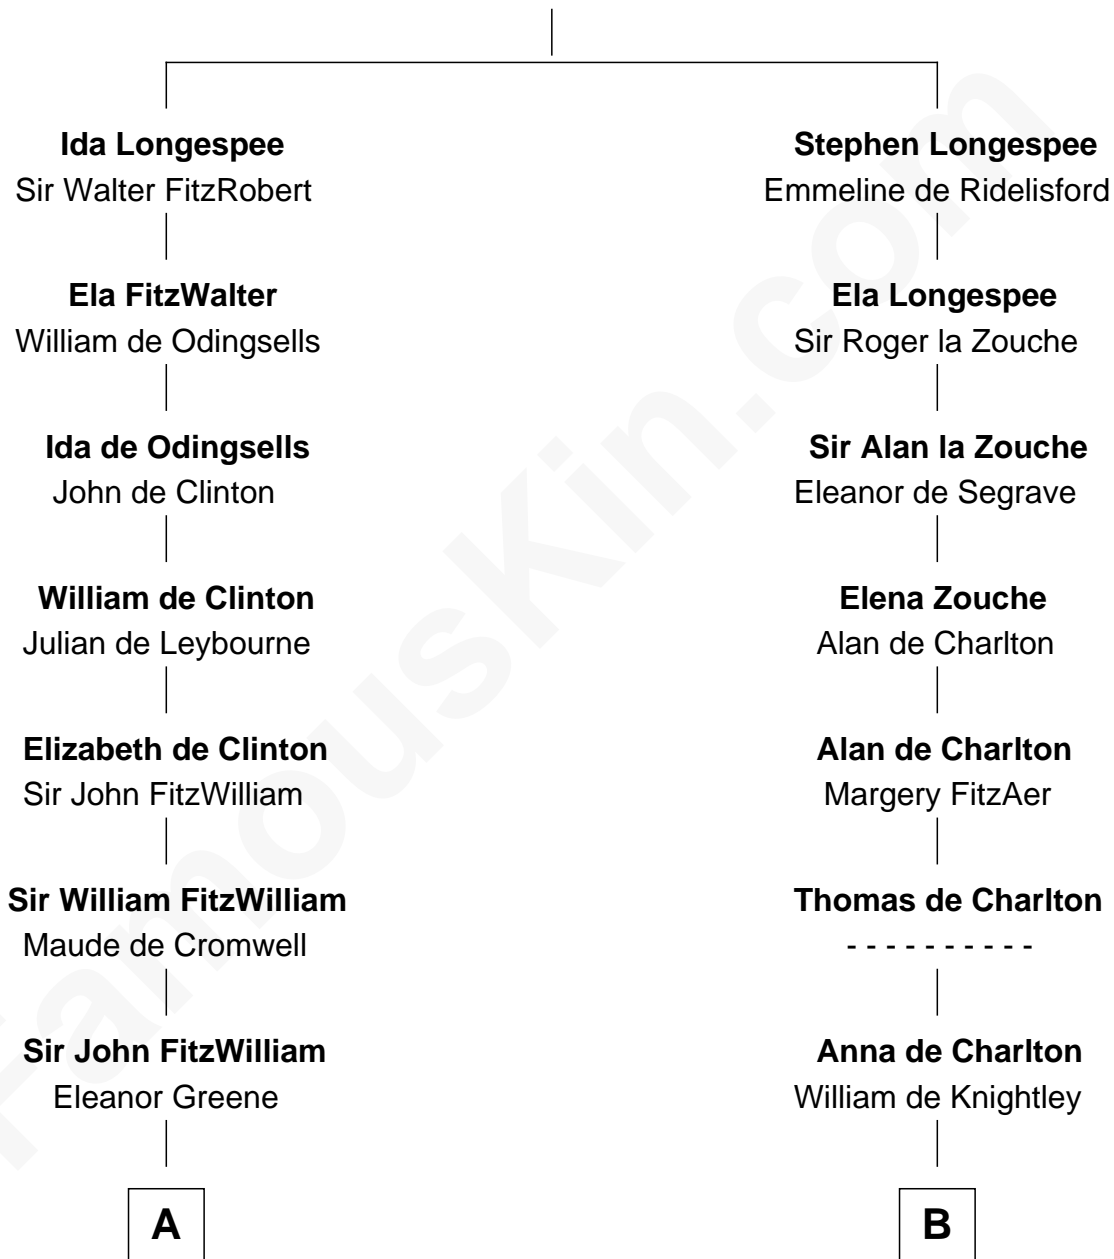 Ida Longespee
Sir Walter FitzRobert
Ela FitzWalter
William de Odingsells
Ida de Odingsells
John de Clinton
William de Clinton
Julian de Leybourne
Elizabeth de Clinton
Sir John FitzWilliam
Sir William FitzWilliam
Maude de Cromwell
Sir John FitzWilliam
Eleanor Greene
A
Stephen Longespee
Emmeline de Ridelisford
Ela Longespee
Sir Roger la Zouche
Sir Alan la Zouche
Eleanor de Segrave
Elena Zouche
Alan de Charlton
Alan de Charlton
Margery FitzAer
Thomas de Charlton
- - - - - - - - - -
Anna de Charlton
William de Knightley
B
FamousKin.com